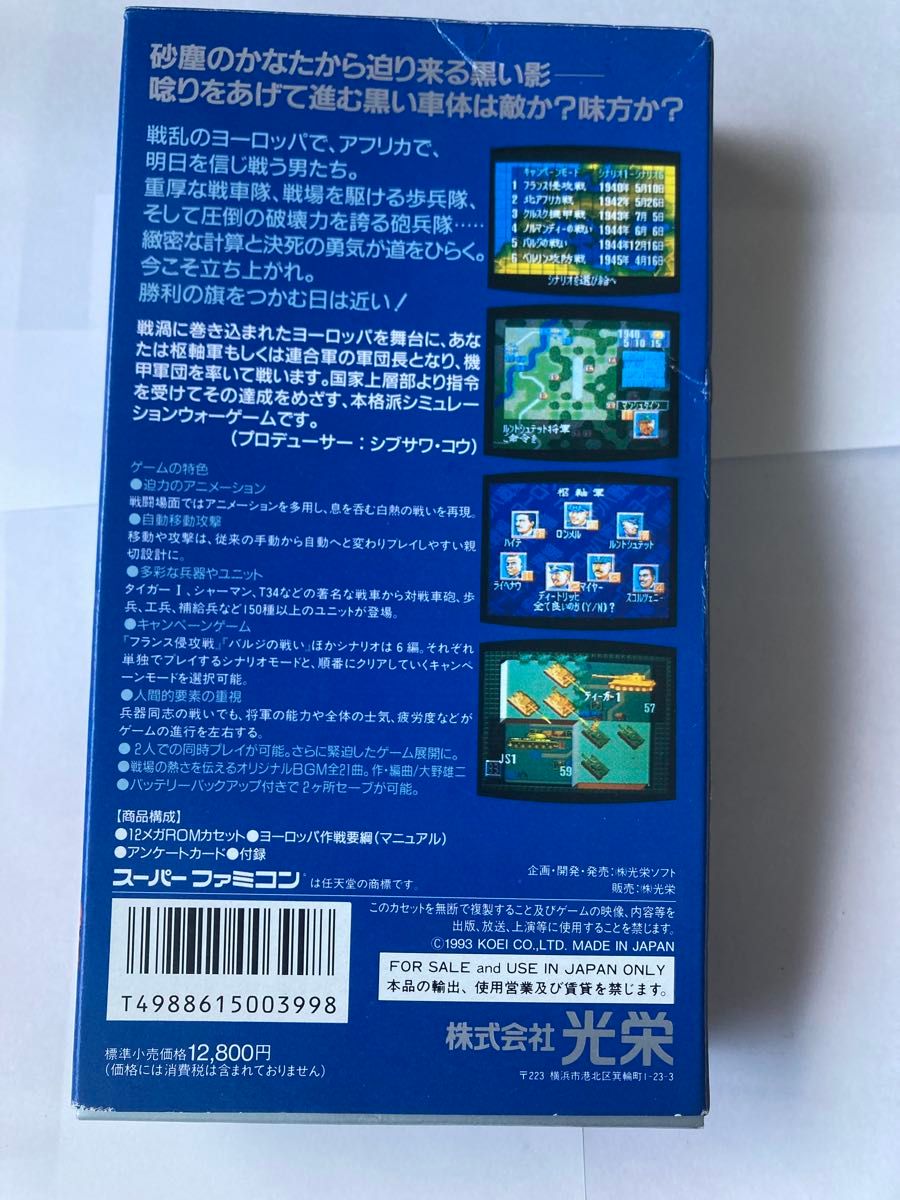 砂塵のかなたから迫り来る黒い影――
唸りをあげて進む黒い車体は敵か?味方か?
戦乱のヨーロッパで、アフリカで、
明日を信じ戦う男たち。
重厚な戦車隊、戦場を駆ける歩兵隊、
そして圧倒の破壊力を誇る砲兵隊……
緻密な計算と決死の勇気が道をひらく。
今こそ立ち上がれ。
勝利の旗をつかむ日は近い!
戦渦に巻き込まれたヨーロッパを舞台に、あな
たは枢軸軍もしくは連合軍の軍団長となり、機
甲軍団を率いて戦います。国家上層部より指令
を受けてその達成をめざす、本格派シミュレー
ションウォーゲームです。
(プロデューサー:シブサワ・コウ)
ゲームの特色
●迫力のアニメーション
戦闘場面ではアニメーションを多用し、息を呑む白熱の戦いを再現。
●自動移動攻撃
移動や攻撃は、従来の手動から自動へと変わりプレイしやすい親
切設計に。
●多彩な兵器やユニット
タイガーⅠ、シャーマン、T34などの著名な戦車から対戦車砲、歩
兵、工兵、補給兵など150種以上のユニットが登場。
●キャンペーンゲーム
「フランス侵攻戦」「バルジの戦い」ほかシナリオは6編。それぞれ
単独でプレイするシナリオモードと、順番にクリアしていくキャンペ
ーンモードを選択可能。
●人間的要素の重視
兵器同志の戦いでも、将軍の能力や全体の士気、疲労度などが
ゲームの進行を左右する。
●2人での同時プレイが可能。さらに緊迫したゲーム展開に。
●戦場の熱さを伝えるオリジナルBGM全21曲。作・編曲/大野雄二
●バッテリーバックアップ付きで2ヶ所セーブが可能。
キャンペーンモード シナリオ1~シナリオ6
1 フランス侵攻戦 1940年 5月10日
2 北アフリカ戦 1942年 5月26日
3 クルスク機甲戦 1943年 7月 5日
4 ノルマンディーの戦い 1944年 6月 6日
5 バルジの戦い 1944年12月16日
6 ベルリン攻防戦 1945年 4月16日
シナリオを選び給へ
1940
5 10 15
マンシュタイン
ルントシュテット将軍
命令を
枢軸軍
ハイテ
ロンメル
ルントシュテット
ライヘナウ
ディートリッヒ
マイヤー
スコルツェニー
全て良いのか(Y/N)?
ティーガー1
57
JS1
59
【商品構成】
●12メガROMカセット●ヨーロッパ作戦要綱(マニュアル)
●アンケートカード●付録
スーパーファミコン は任天堂の商標です。
企画・開発・発売:㈱光栄ソフト
販売:㈱光栄
このカセットを無断で複製すること及びゲームの映像、内容等を
出版、放送、上演等に使用することを禁じます。
©1993 KOEI CO.,LTD. MADE IN JAPAN
FOR SALE and USE IN JAPAN ONLY
本品の輸出、使用営業及び賃貸を禁じます。
T4988615003998
標準小売価格12,800円
(価格には消費税は含まれておりません)
株式会社光栄
〒223 横浜市港北区箕輪町1-23-3